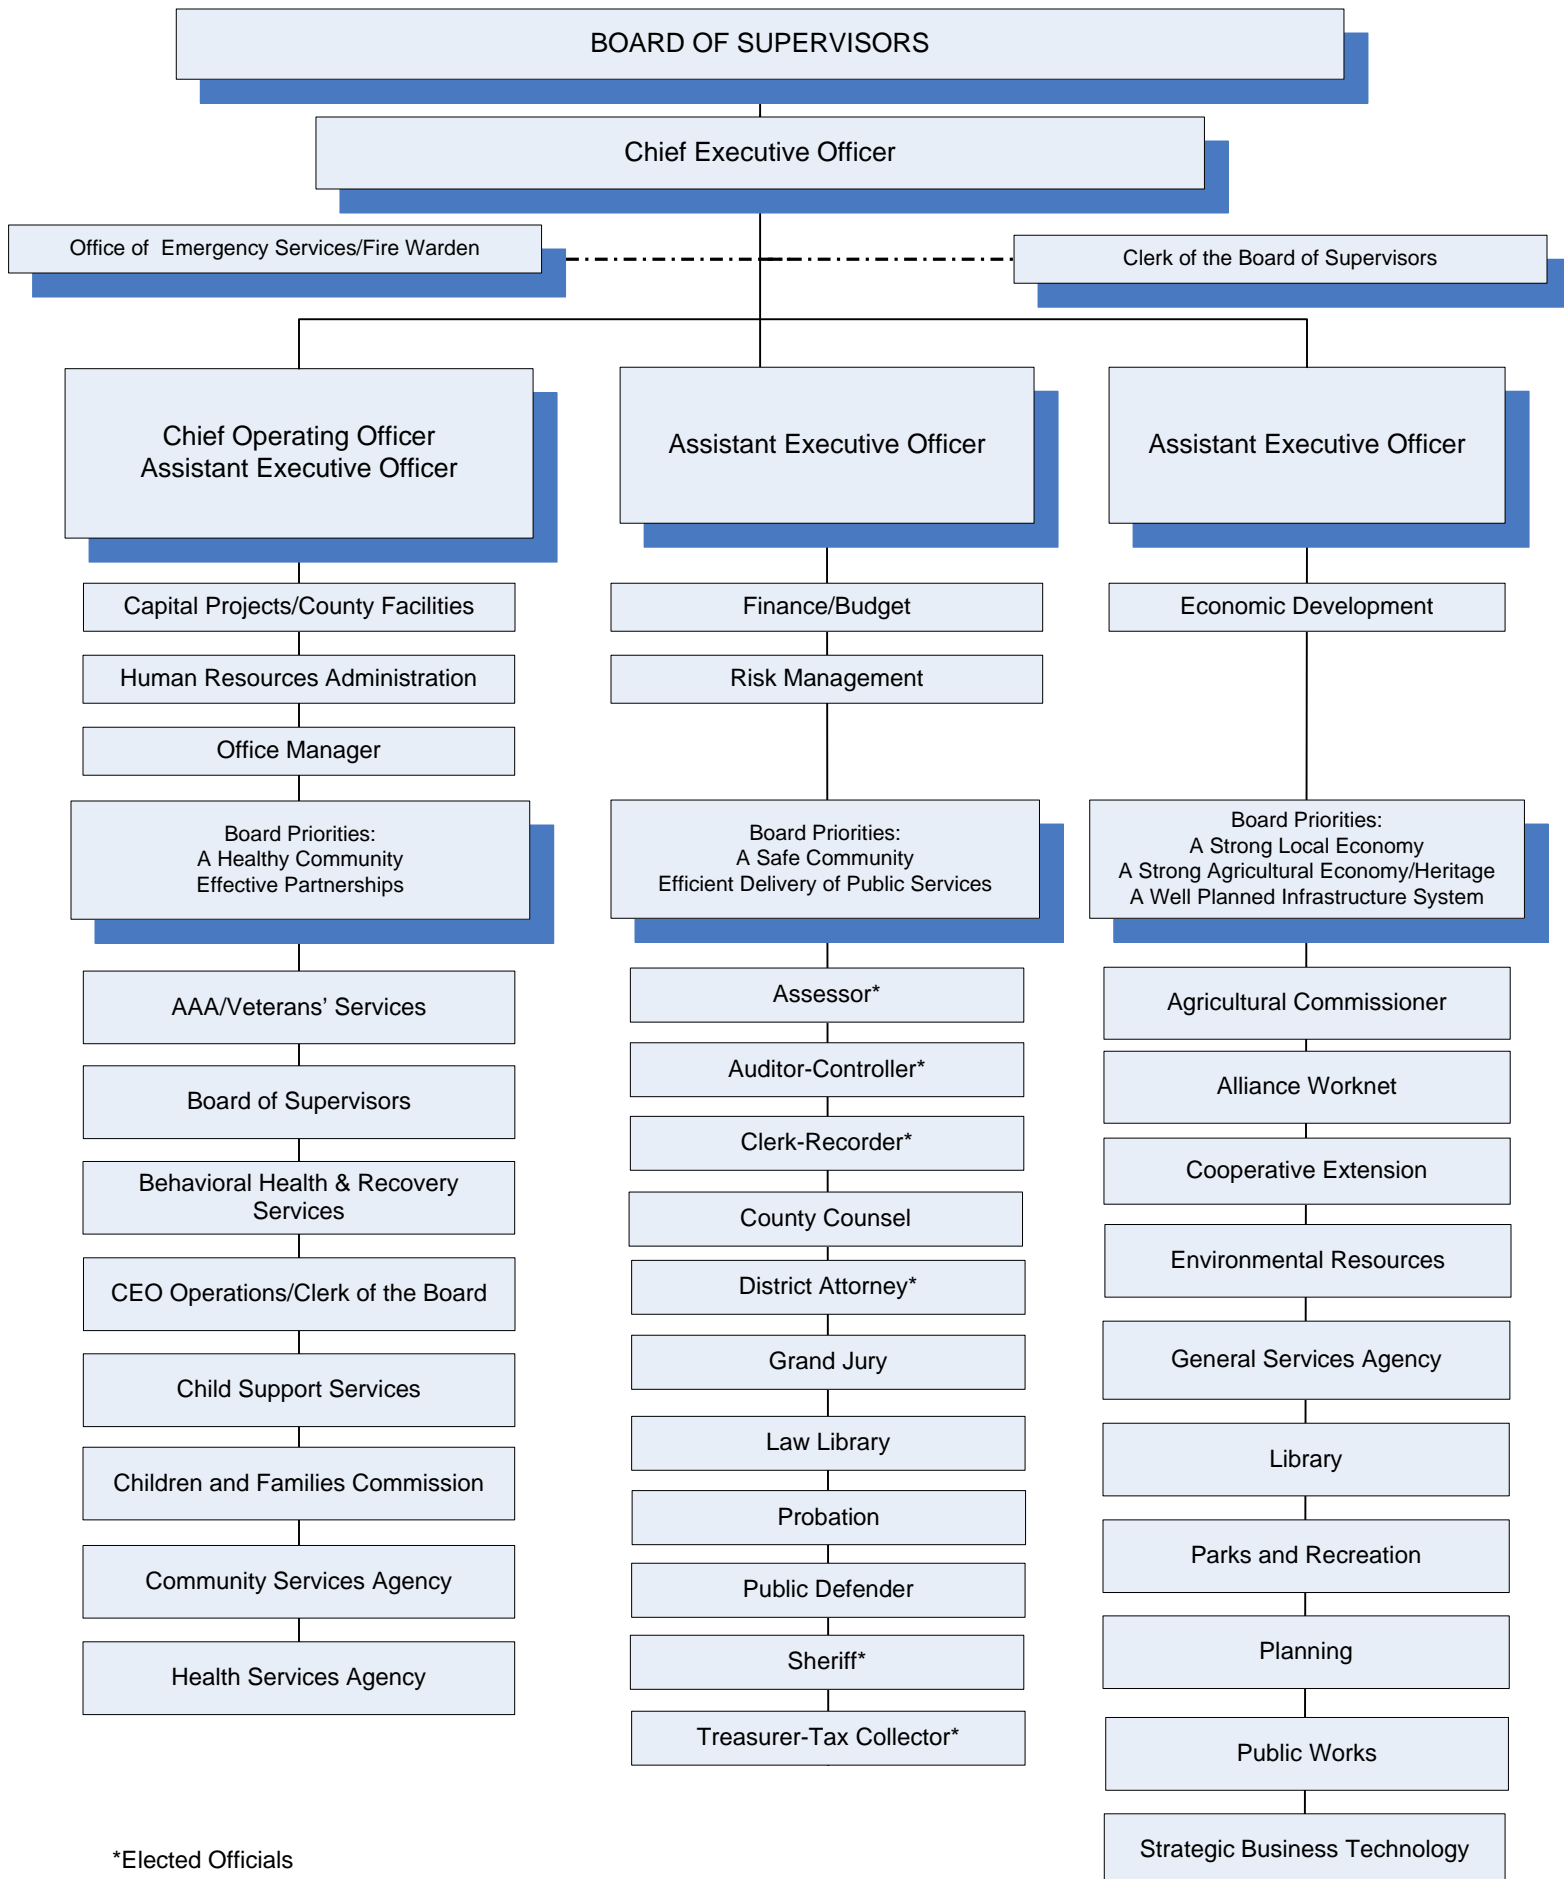 BOARD OF SUPERVISORS
Chief Executive Officer
Office of  Emergency Services/Fire Warden
Clerk of the Board of Supervisors
Chief Operating Officer
Assistant Executive Officer
Assistant Executive Officer
Assistant Executive Officer
Capital Projects/County Facilities
Human Resources Administration
Office Manager
Board Priorities:
A Healthy Community
Effective Partnerships
AAA/Veterans’ Services
Board of Supervisors
Behavioral Health & Recovery
Services
CEO Operations/Clerk of the Board
Child Support Services
Children and Families Commission
Community Services Agency
Health Services Agency
Finance/Budget
Risk Management
Board Priorities:
A Safe Community
Efficient Delivery of Public Services
Assessor*
Auditor-Controller*
Clerk-Recorder*
County Counsel
District Attorney*
Grand Jury
Law Library
Probation
Public Defender
Sheriff*
Treasurer-Tax Collector*
Economic Development
Board Priorities:
A Strong Local Economy
A Strong Agricultural Economy/Heritage
A Well Planned Infrastructure System
Agricultural Commissioner
Alliance Worknet
Cooperative Extension
Environmental Resources
General Services Agency
Library
Parks and Recreation
Planning
Public Works
Strategic Business Technology
*Elected Officials